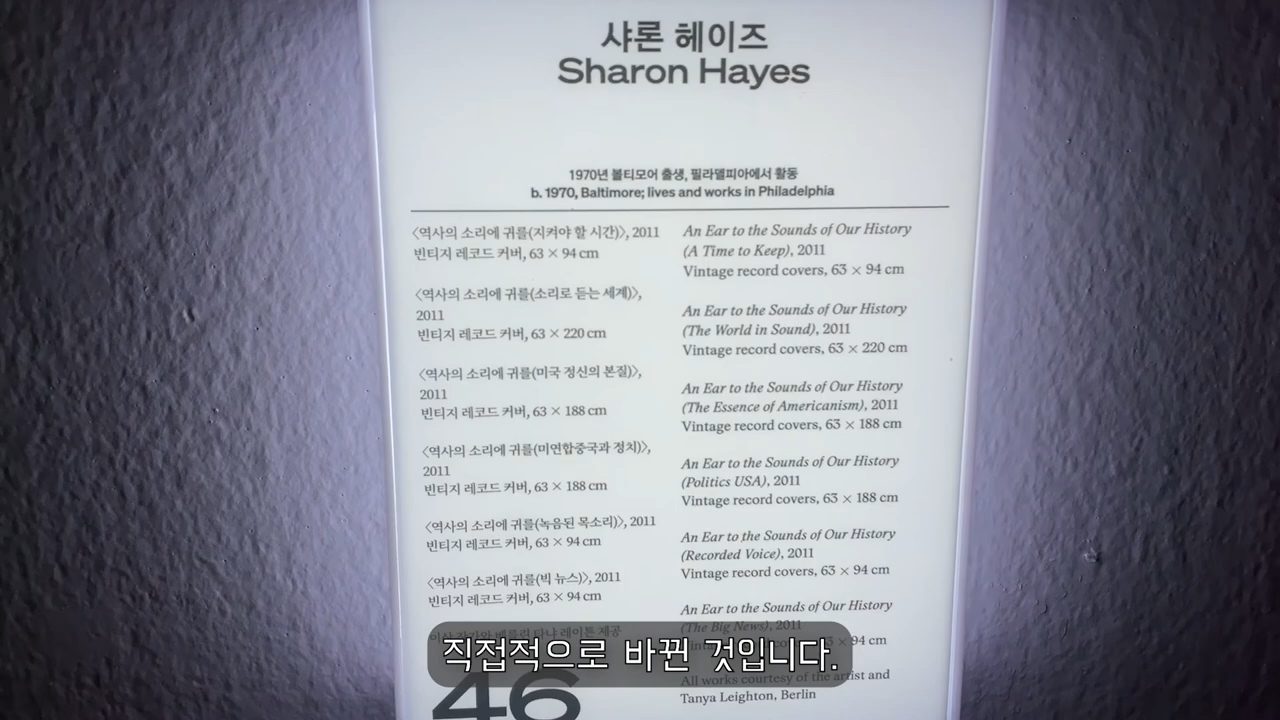 샤론 헤이즈
Sharon Hayes
1970년 볼티모어 출생, 필라델피아에서 활동
b. 1970, Baltimore; lives and works in Philadelphia
〈역사의 소리에 귀를(지켜야 할 시간)〉, 2011
빈티지 레코드 커버, 63 × 94 cm
〈역사의 소리에 귀를(소리로 듣는 세계)〉,
2011
빈티지 레코드 커버, 63 × 220 cm
〈역사의 소리에 귀를(미국 정신의 본질)〉,
2011
빈티지 레코드 커버, 63 × 188 cm
〈역사의 소리에 귀를(미연합중국과 정치)〉,
2011
빈티지 레코드 커버, 63 × 188 cm
〈역사의 소리에 귀를(녹음된 목소리)〉, 2011
빈티지 레코드 커버, 63 × 94 cm
〈역사의 소리에 귀를(빅 뉴스)〉, 2011
빈티지 레코드 커버, 63 × 94 cm
레이튼 제공
46
An Ear to the Sounds of Our History
(A Time to Keep), 2011
Vintage record covers, 63 × 94 cm
An Ear to the Sounds of Our History
(The World in Sound), 2011
Vintage record covers, 63 × 220 cm
An Ear to the Sounds of Our History
(The Essence of Americanism), 2011
Vintage record covers, 63 × 188 cm
An Ear to the Sounds of Our History
(Politics USA), 2011
Vintage record covers, 63 × 188 cm
An Ear to the Sounds of Our History
(Recorded Voice), 2011
Vintage record covers, 63 × 94 cm
An Ear to the Sounds of Our History
(The Big News), 2011
× 94 cm
All works courtesy of the artist and
Tanya Leighton, Berlin
직접적으로 바뀐 것입니다.